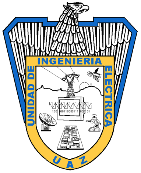 UNIDAD DE
INGENIERIA
ELECTRICA
U A Z